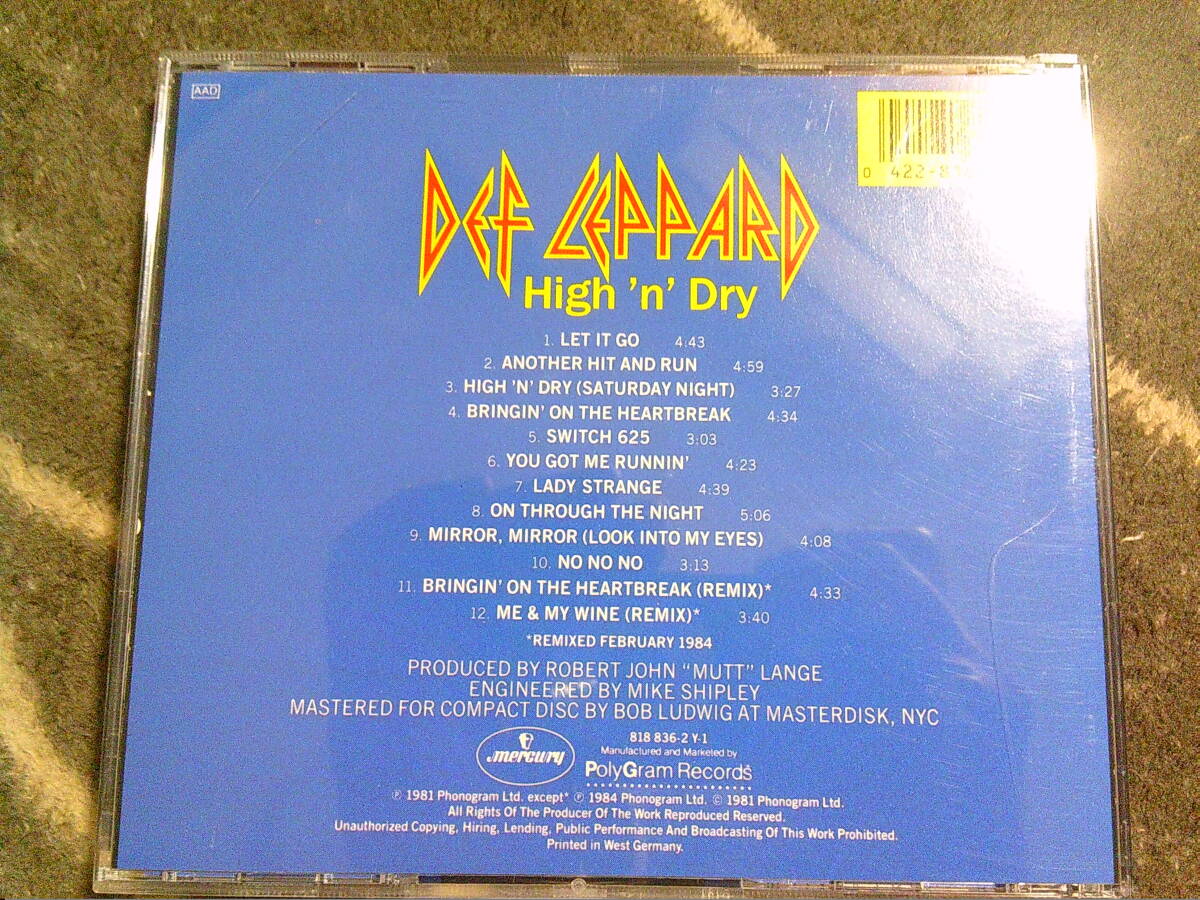 AAD
0 422-81
DEF LEPPARD
High 'n' Dry
1. LET IT GO 4:43
2. ANOTHER HIT AND RUN 4:59
3. HIGH 'N' DRY (SATURDAY NIGHT) 3:27
4. BRINGIN' ON THE HEARTBREAK 4:34
5. SWITCH 625 3:03
6. YOU GOT ME RUNNIN' 4:23
7. LADY STRANGE 4:39
8. ON THROUGH THE NIGHT 5:06
9. MIRROR, MIRROR (LOOK INTO MY EYES) 4:08
10. NO NO NO 3:13
11. BRINGIN' ON THE HEARTBREAK (REMIX)* 4:33
12. ME & MY WINE (REMIX)* 3:40
*REMIXED FEBRUARY 1984
PRODUCED BY ROBERT JOHN "MUTT" LANGE
ENGINEERED BY MIKE SHIPLEY
MASTERED FOR COMPACT DISC BY BOB LUDWIG AT MASTERDISK, NYC
mercury
818 836-2 Y-1
Manufactured and Marketed by
PolyGram Records
℗ 1981 Phonogram Ltd. except* ℗ 1984 Phonogram Ltd. © 1981 Phonogram Ltd.
All Rights Of The Producer Of The Work Reproduced Reserved.
Unauthorized Copying, Hiring, Lending, Public Performance And Broadcasting Of This Work Prohibited.
Printed in West Germany.